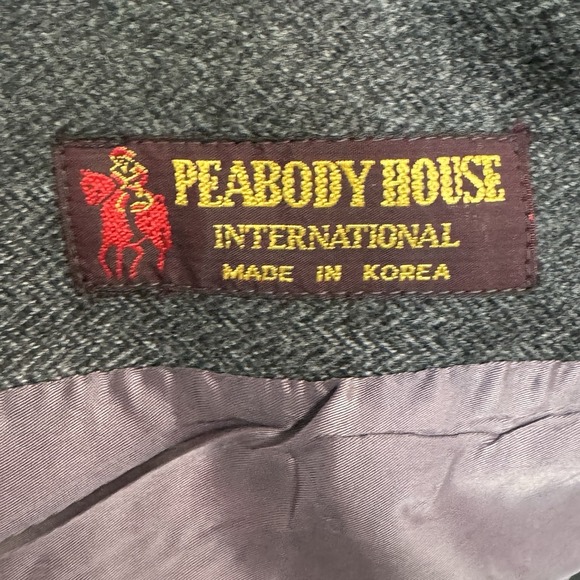 PEABODY HOUSE
INTERNATIONAL
MADE IN KOREA